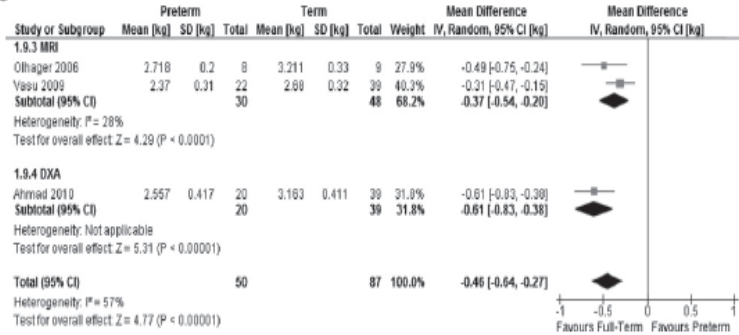 Preterm Term Mean Difference Mean Difference
Study or Subgroup Mean [kg] SD [kg] Total Mean [kg] SD [kg] Total Weight IV, Random, 95% CI [kg] IV, Random, 95% CI [kg]
1.9.3 MRI
Olhager 2006 2.718 0.2 8 3.211 0.33 9 27.9% -0.49 [-0.75, -0.24]
Vasu 2009 2.37 0.31 22 2.68 0.32 39 40.3% -0.31 [-0.47, -0.15]
Subtotal (95% CI) 30 48 68.2% -0.37 [-0.54, -0.20]
Heterogeneity: I² = 28%
Test for overall effect: Z = 4.29 (P < 0.0001)
1.9.4 DXA
Ahmad 2010 2.557 0.417 20 3.163 0.411 39 31.8% -0.61 [-0.83, -0.38]
Subtotal (95% CI) 20 39 31.8% -0.61 [-0.83, -0.38]
Heterogeneity: Not applicable
Test for overall effect: Z = 5.31 (P < 0.00001)
Total (95% CI) 50 87 100.0% -0.46 [-0.64, -0.27]
Heterogeneity: I² = 57%
Test for overall effect: Z = 4.77 (P < 0.00001)
-1 -0.5 0 0.5 1
Favours Full-Term Favours Preterm